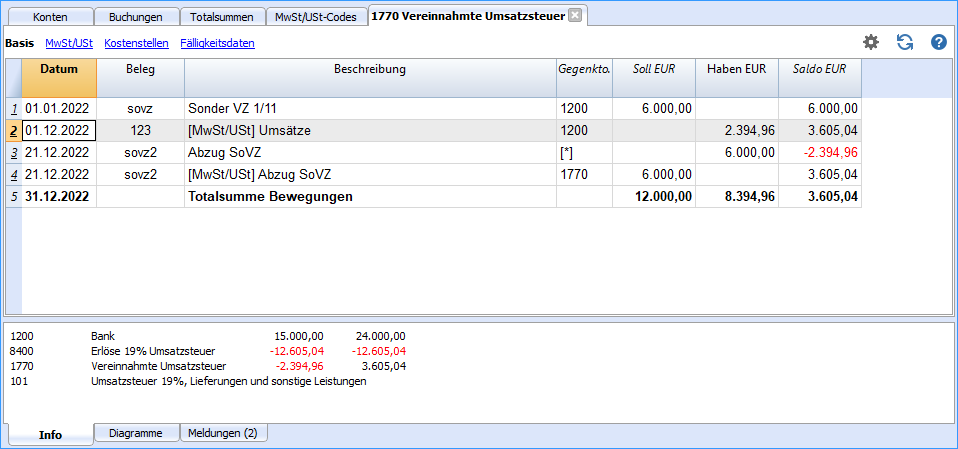 Konten Buchungen Totalsummen MwSt/USt-Codes 1770 Vereinnahmte Umsatzsteuer
Basis MwSt/USt Kostenstellen Fälligkeitsdaten
Datum Beleg Beschreibung Gegenkto. Soll EUR Haben EUR Saldo EUR
1 01.01.2022 sovz Sonder VZ 1/11 1200 6.000,00 6.000,00
2 01.12.2022 123 [MwSt/USt] Umsätze 1200 2.394,96 3.605,04
3 21.12.2022 sovz2 Abzug SoVZ [*] 6.000,00 -2.394,96
4 21.12.2022 sovz2 [MwSt/USt] Abzug SoVZ 1770 6.000,00 3.605,04
5 31.12.2022 Totalsumme Bewegungen 12.000,00 8.394,96 3.605,04
1200 Bank 15.000,00 24.000,00
8400 Erlöse 19% Umsatzsteuer -12.605,04 -12.605,04
1770 Vereinnahmte Umsatzsteuer -2.394,96 3.605,04
101 Umsatzsteuer 19%, Lieferungen und sonstige Leistungen
Info Diagramme Meldungen (2)